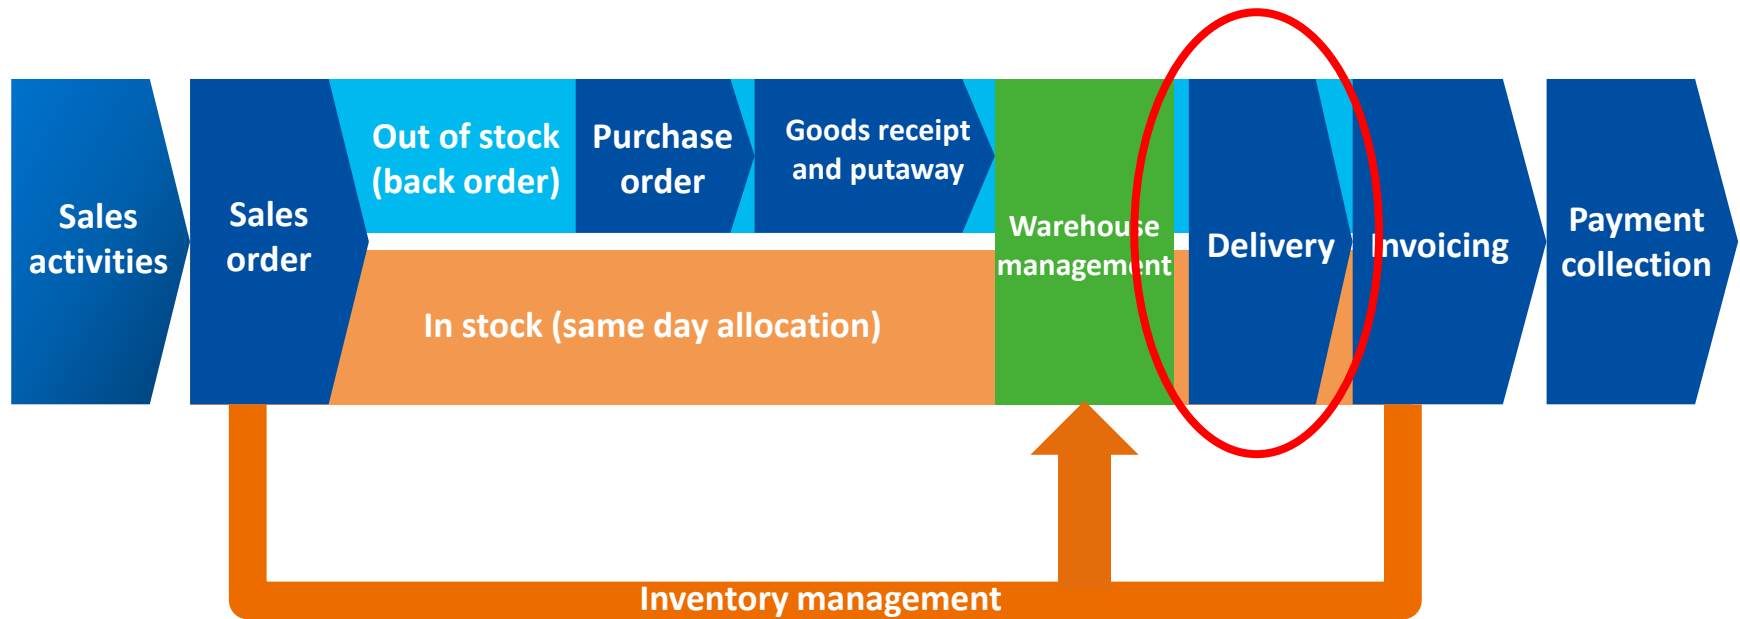 Sales
activities
Sales
order
Out of stock
(back order)
Purchase
order
Goods receipt
and putaway
In stock (same day allocation)
Warehouse
management
Delivery
Invoicing
Payment
collection
Inventory management